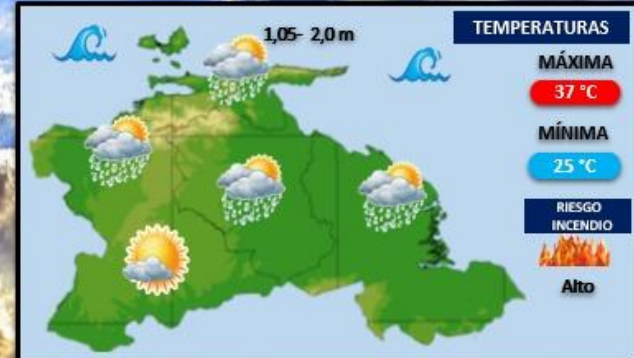 1,05- 2,0 m
TEMPERATURAS
MÁXIMA
37 °C
MÍNIMA
25 °C
RIESGO
INCENDIO
Alto